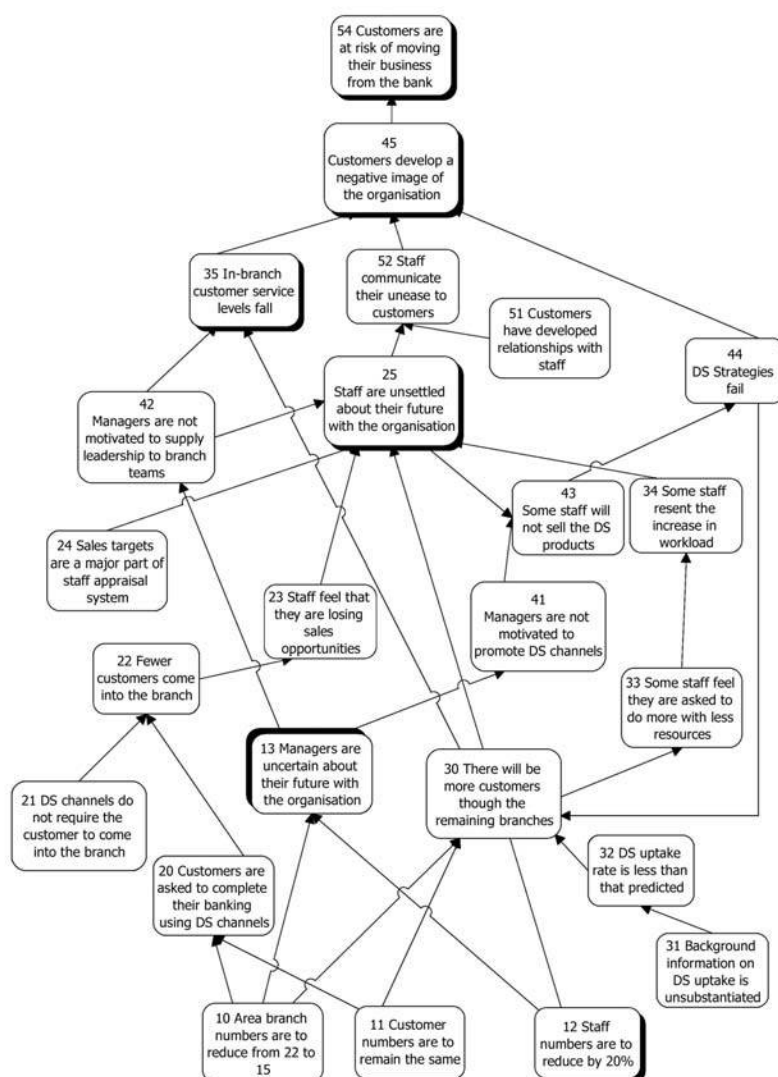 54 Customers are
at risk of moving
their business
from the bank
45
Customers develop a
negative image of
the organisation
35 In-branch
customer service
levels fall
52 Staff
communicate
their unease to
customers
51 Customers
have developed
relationships with
staff
44
DS Strategies
fail
25
Staff are unsettled
about their future
with the organisation
42
Managers are not
motivated to supply
leadership to branch
teams
43
Some staff will
not sell the DS
products
34 Some staff
resent the
increase in
workload
24 Sales targets
are a major part of
staff appraisal
system
23 Staff feel that
they are losing
sales
opportunities
41
Managers are not
motivated to
promote DS channels
22 Fewer
customers come
into the branch
33 Some staff feel
they are asked to
do more with less
resources
13 Managers are
uncertain about
their future with
the organisation
30 There will be
more customers
though the
remaining branches
21 DS channels do
not require the
customer to come
into the branch
20 Customers are
asked to complete
their banking
using DS channels
32 DS uptake
rate is less than
that predicted
31 Background
information on
DS uptake is
unsubstantiated
10 Area branch
numbers are to
reduce from 22 to
15
11 Customer
numbers are to
remain the same
12 Staff
numbers are to
reduce by 20%